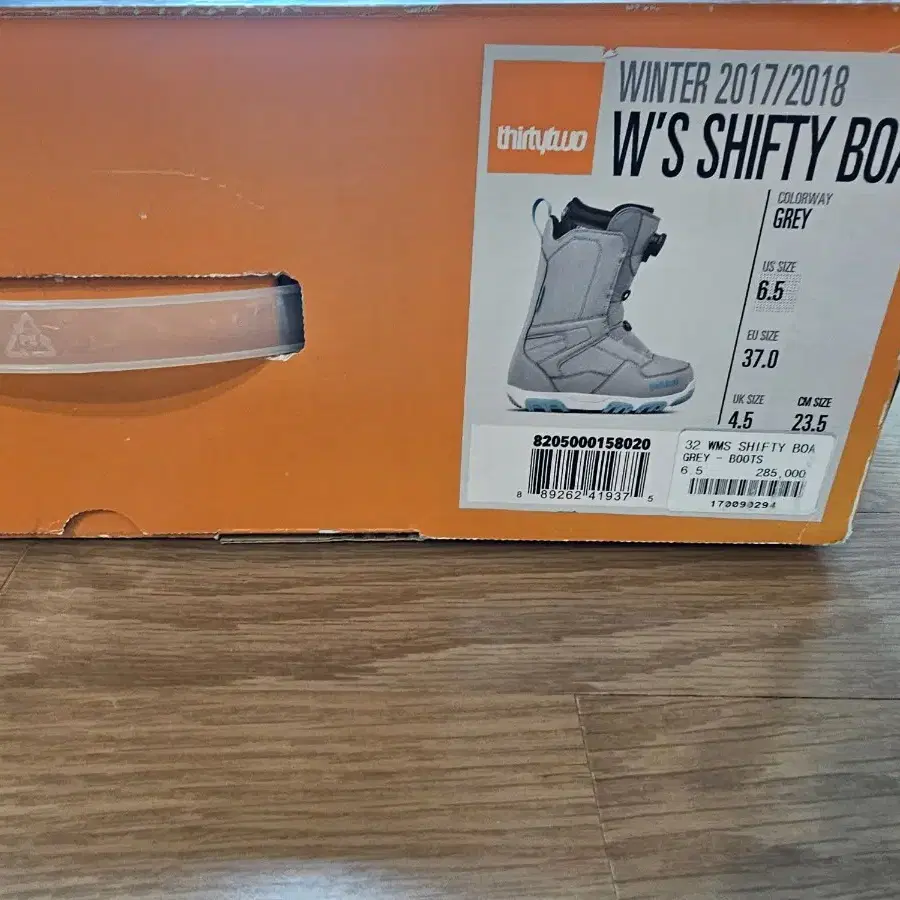 thirtytwo
WINTER 2017/2018
W'S SHIFTY BOA
COLORWAY
GREY
US SIZE
6.5
EU SIZE
37.0
UK SIZE
4.5
CM SIZE
23.5
8205000158020
8 89262 41937 5
32 WMS SHIFTY BOA
GREY - BOOTS
6.5 285,000
170090294